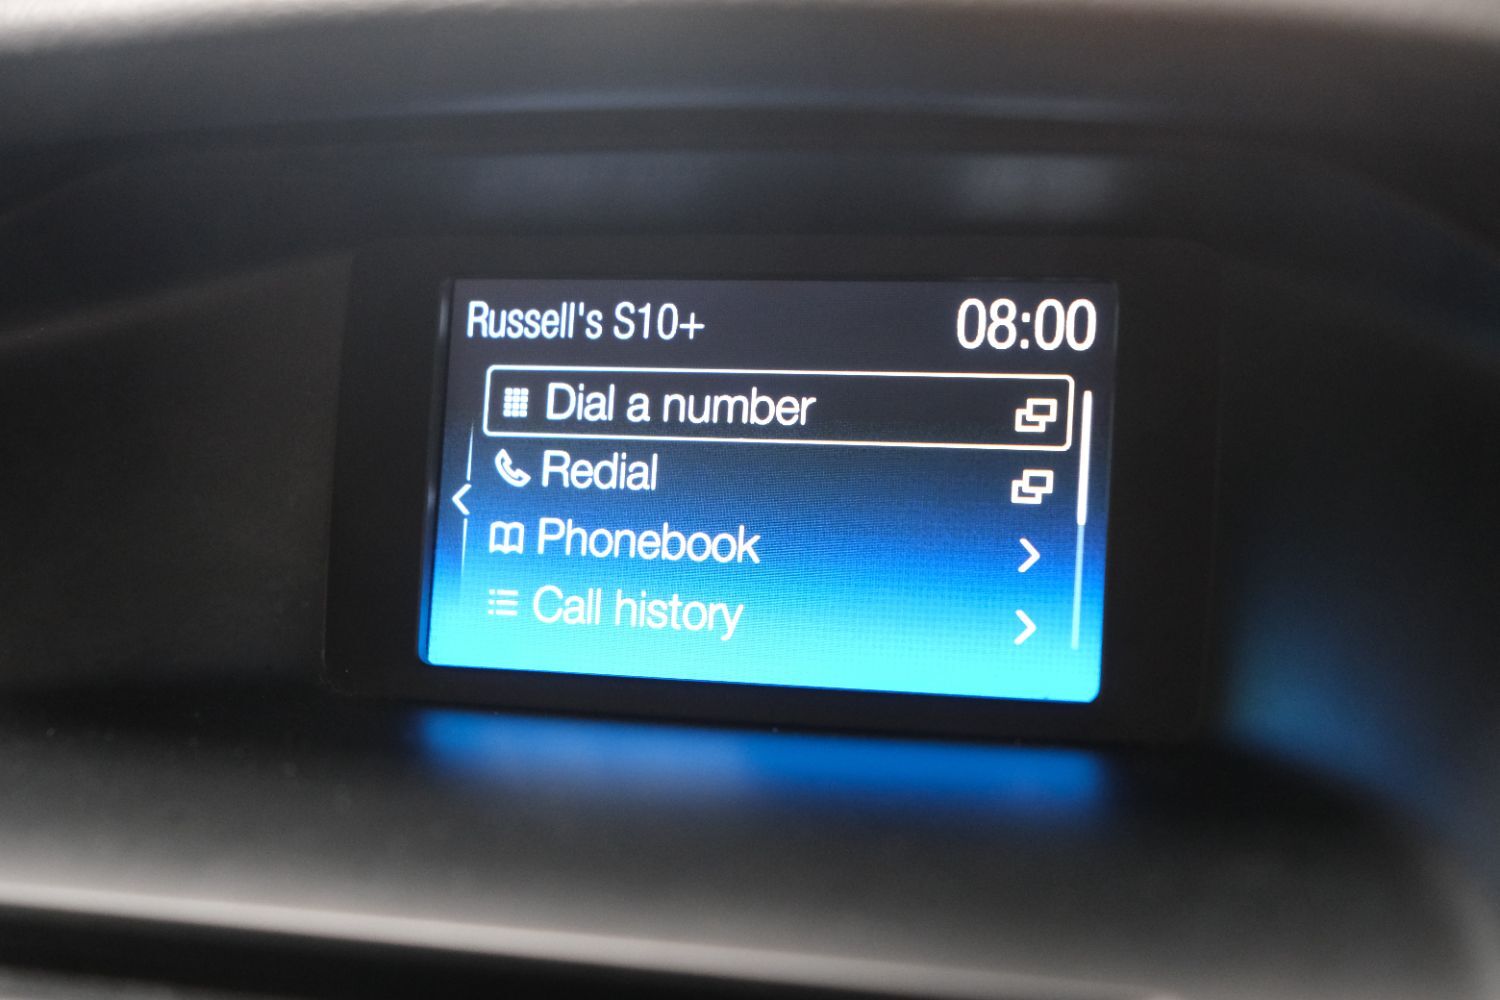 Russell's S10+ 08:00
Dial a number
Redial
Phonebook
Call history